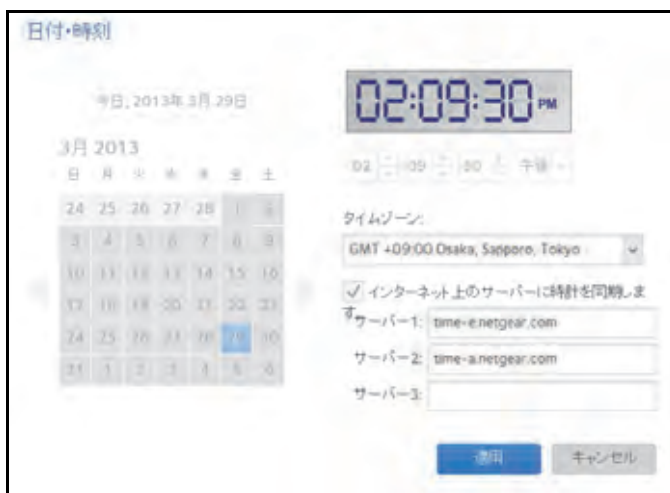 日付・時刻
今日, 2013年 3月 29日
3月 2013
日 月 火 水 木 金 土
24 25 26 27 28 1 2
3 4 5 6 7 8 9
10 11 12 13 14 15 16
17 18 19 20 21 22 23
24 25 26 27 28 29 30
31 1 2 3 4 5 6
02:09:30 PM
02 09 30 午後
タイムゾーン:
GMT +09:00 Osaka, Sapporo, Tokyo
インターネット上のサーバーに時計を同期しま
す。
サーバー1: time-e.netgear.com
サーバー2: time-a.netgear.com
サーバー3:
適用 キャンセル